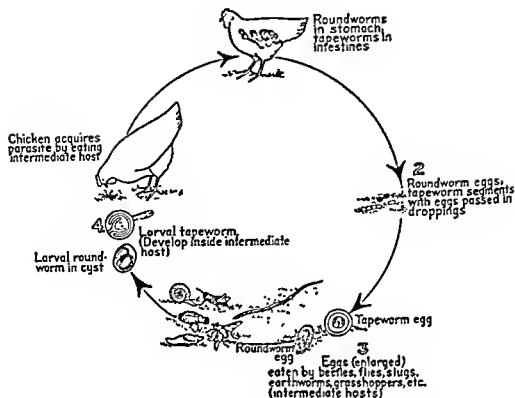 Roundworms
in stomach,
tapeworms in
intestines
2
Roundworm eggs,
tapeworm segments
with eggs passed in
droppings
Tapeworm egg
Roundworm
egg
3
Eggs (enlarged)
eaten by beetles, flies, slugs,
earthworms, grasshoppers, etc.
(intermediate hosts)
4
Larval tapeworm
(Develop inside intermediate
host)
Larval round-
worm in cyst
Chicken acquires
parasite by eating
intermediate host